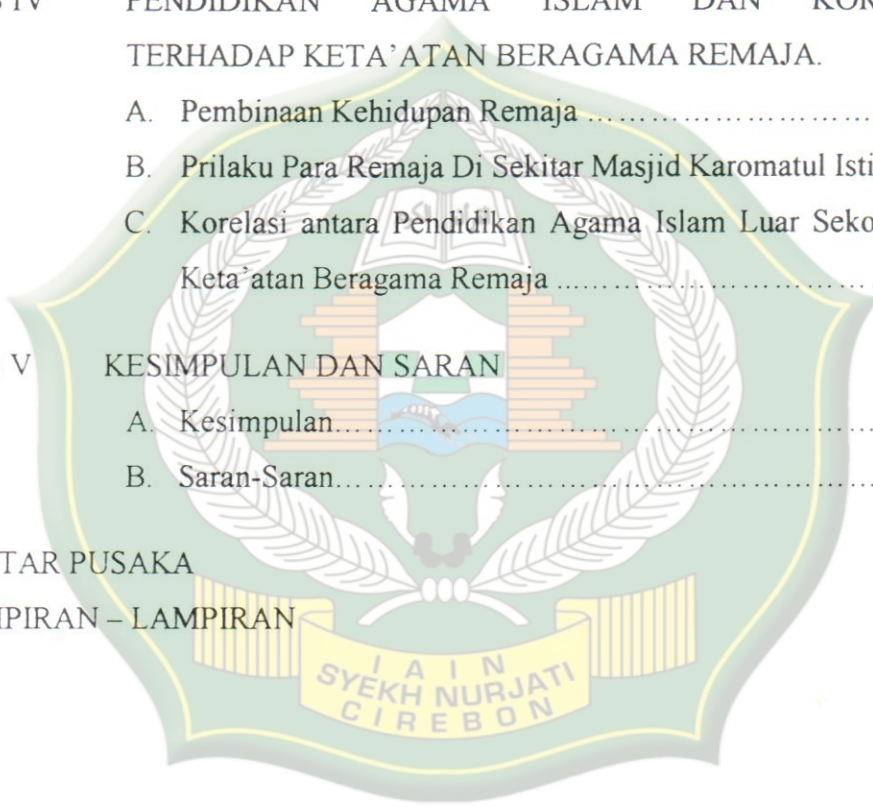 IV PENDIDIKAN AGAMA ISLAM DAN
TERHADAP KETA’ATAN BERAGAMA REMAJA.
A. Pembinaan Kehidupan Remaja ……………………
B. Prilaku Para Remaja Di Sekitar Masjid Karomatul
C. Korelasi antara Pendidikan Agama Islam Luar
Keta’atan Beragama Remaja ……………………
V KESIMPULAN DAN SARAN
A. Kesimpulan……………………………………
B. Saran-Saran……………………………………
PUSAKA
– LAMPIRAN
IAIN
SYEKH NURJATI
CIREBON